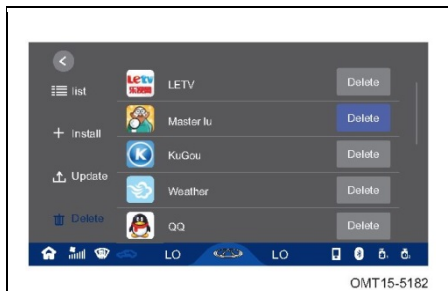 list
Install
Update
Delete
Letv
LETV
Delete
Master lu
Delete
K
KuGou
Delete
Weather
Delete
QQ
Delete
LO
LO
OMT15-5182